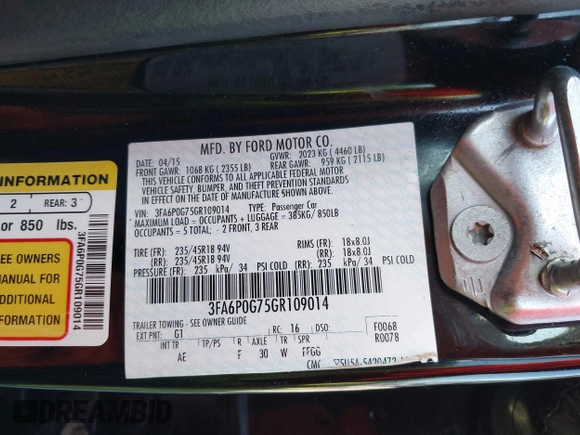 MFD. BY FORD MOTOR CO.
DATE: 04/15 GVWR: 2023 KG ( 4460 LB)
FRONT GAWR: 1068 KG ( 2355 LB) REAR GAWR: 959 KG ( 2115 LB)
THIS VEHICLE CONFORMS TO ALL APPLICABLE FEDERAL MOTOR
VEHICLE SAFETY, BUMPER, AND THEFT PREVENTION STANDARDS
IN EFFECT ON THE DATE OF MANUFACTURE SHOWN ABOVE.
VIN: 3FA6P0G75GR109014 TYPE: Passenger Car
MAXIMUM LOAD = OCCUPANTS + LUGGAGE = 385KG/ 850LB
OCCUPANTS = 5 TOTAL: - 2 FRONT, 3 REAR
TIRE (FR): 235/45R18 94V RIMS (FR): 18x8.0J
(RR): 235/45R18 94V (RR): 18x8.0J
PRESSURE (FR): 235 kPa/ 34 PSI COLD (RR): 235 kPa/ 34 PSI COLD
3FA6P0G75GR109014
TRAILER TOWING - SEE OWNER GUIDE
EXT PNT: G1 RC: 16 DSO: F0068
R0078
INT TR TP/PS R AXLE TR SPR
AE F 30 W FFGG
INFORMATION
2 REAR: 3
or 850 lbs.
SEE OWNERS
MANUAL FOR
ADDITIONAL
INFORMATION
3FA6P0G75GR109014
DREAMBID